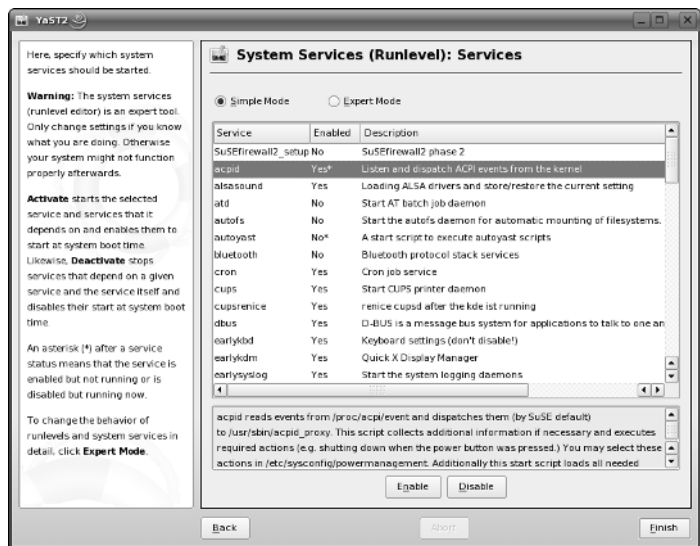 YaST2
Here, specify which system
services should be started.
Warning: The system services
(runlevel editor) is an expert tool.
Only change settings if you know
what you are doing. Otherwise
your system might not function
properly afterwards.
Activate starts the selected
service and services that it
depends on and enables them to
start at system boot time.
Likewise, Deactivate stops
services that depend on a given
service and the service itself and
disables their start at system boot
time.
An asterisk (*) after a service
status means that the service is
enabled but not running or is
disabled but running now.
To change the behavior of
runlevels and system services in
detail, click Expert Mode.
System Services (Runlevel): Services
Simple Mode Expert Mode
Service Enabled Description
SuSEfirewall2_setup No SuSEfirewall2 phase 2
acpid Yes* Listen and dispatch ACPI events from the kernel
alsasound Yes Loading ALSA drivers and store/restore the current setting
atd No Start AT batch job daemon
autofs No Start the autofs daemon for automatic mounting of filesystems.
autoyast No* A start script to execute autoyast scripts
bluetooth No Bluetooth protocol stack services
cron Yes Cron job service
cups Yes Start CUPS printer daemon
cupsrenice Yes renice cupsd after the kde ist running
dbus Yes D-BUS is a message bus system for applications to talk to one an
earlykbd Yes Keyboard settings (don't disable!)
earlykdm Yes Quick X Display Manager
earlysyslog Yes Start the system logging daemons
acpid reads events from /proc/acpi/event and dispatches them (by SuSE default)
to /usr/sbin/acpid_proxy. This script collects additional information if necessary and executes
required actions (e.g. shutting down when the power button was pressed.) You may select these
actions in /etc/sysconfig/powermanagement. Additionally this start script loads all needed
Enable Disable
Back Abort Finish